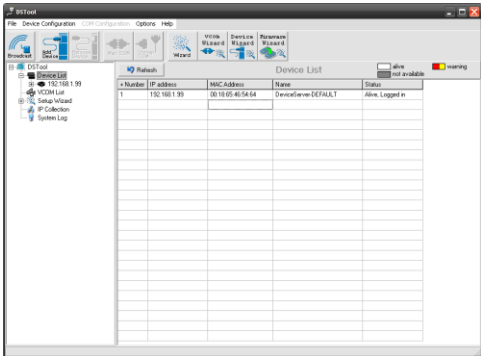 DSTool
File Device Configuration COM Configuration Options Help
Broadcast Add Device Wizard VCOM Wizard Device Wizard Firmware Wizard
DSTool
Device List
192.168.1.99
VCOM List
Setup Wizard
IP Collection
System Log
Refresh Device List alive not available warning
Number IP address MAC Address Name Status
1 192.168.1.99 00:18:65:46:54:64 DeviceServer-DEFAULT Alive, Logged in